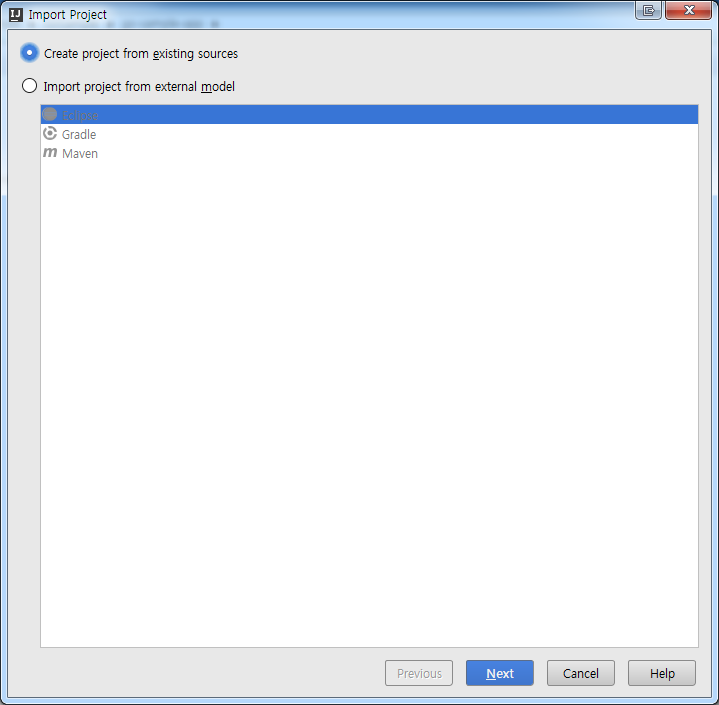 IJ Import Project
Create project from existing sources
Import project from external model
Eclipse
Gradle
m Maven
Previous
Next
Cancel
Help